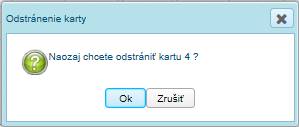 Odstránenie karty
Naozaj chcete odstrániť kartu 4 ?
Ok
Zrušiť